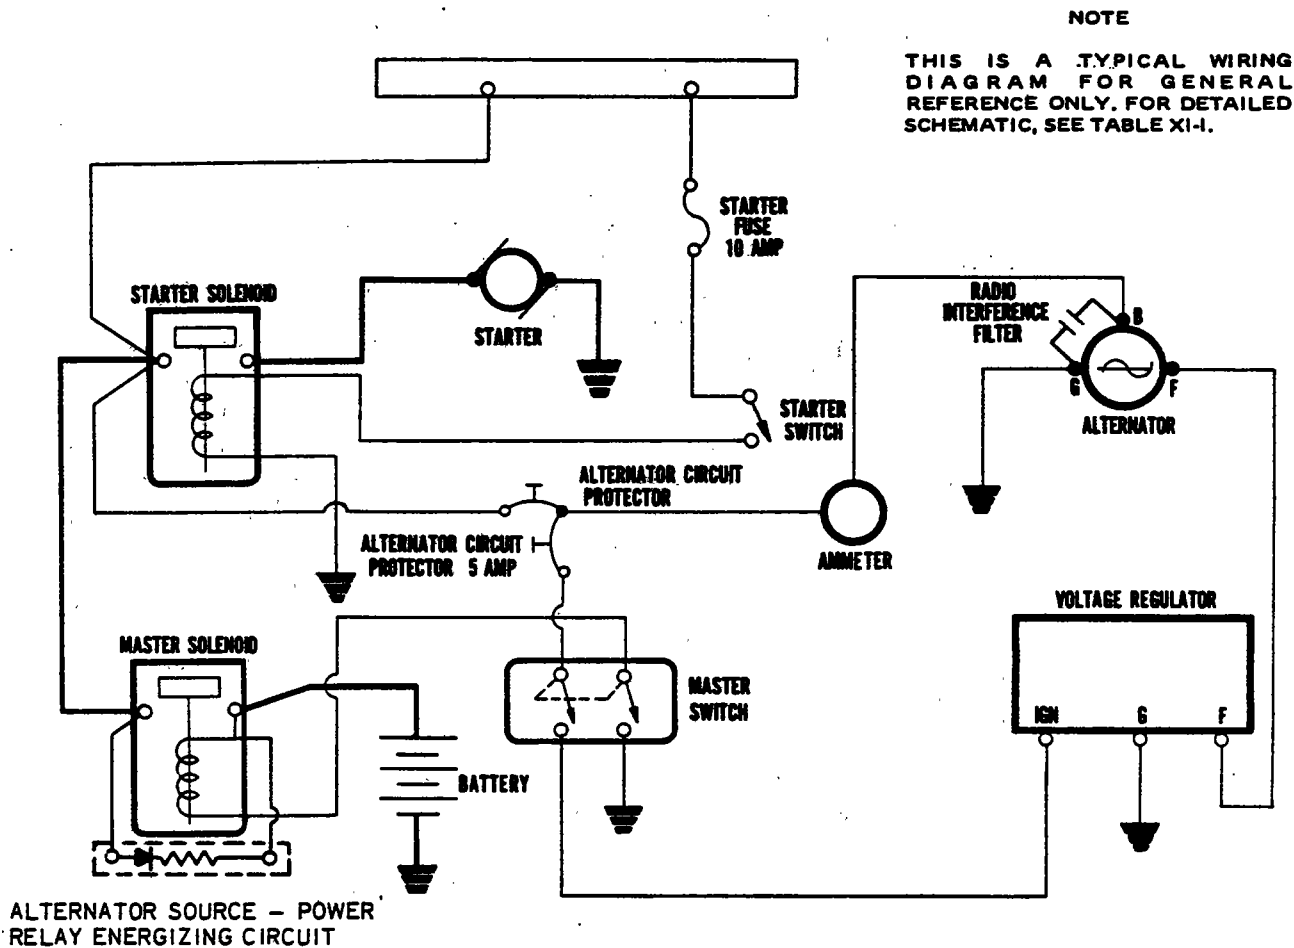 NOTE
THIS IS A TYPICAL WIRING
DIAGRAM FOR GENERAL
REFERENCE ONLY. FOR DETAILED
SCHEMATIC, SEE TABLE XI-I.
STARTER
FUSE
10 AMP
STARTER SOLENOID
STARTER
RADIO
INTERFERENCE
FILTER
B
G
F
ALTERNATOR
STARTER
SWITCH
ALTERNATOR CIRCUIT
PROTECTOR
ALTERNATOR CIRCUIT
PROTECTOR 5 AMP
AMMETER
VOLTAGE REGULATOR
IGN
G
F
MASTER SOLENOID
MASTER
SWITCH
BATTERY
ALTERNATOR SOURCE - POWER
RELAY ENERGIZING CIRCUIT